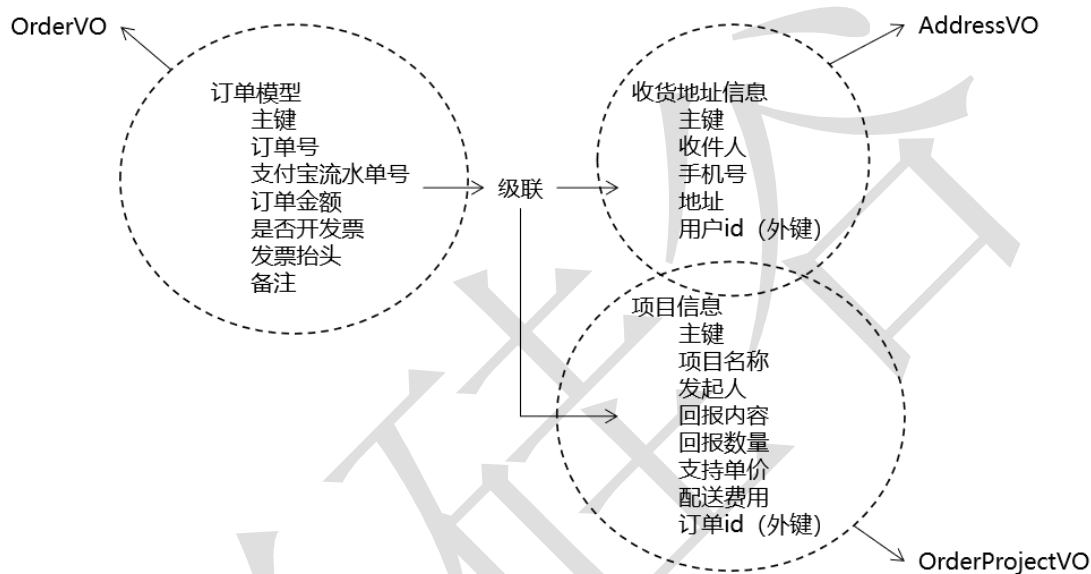 OrderVO
AddressVO
订单模型
主键
订单号
支付宝流水单号
订单金额
是否开发票
发票抬头
备注
级联
收货地址信息
主键
收件人
手机号
地址
用户id（外键）
项目信息
主键
项目名称
发起人
回报内容
回报数量
支持单价
配送费用
订单id（外键）
OrderProjectVO